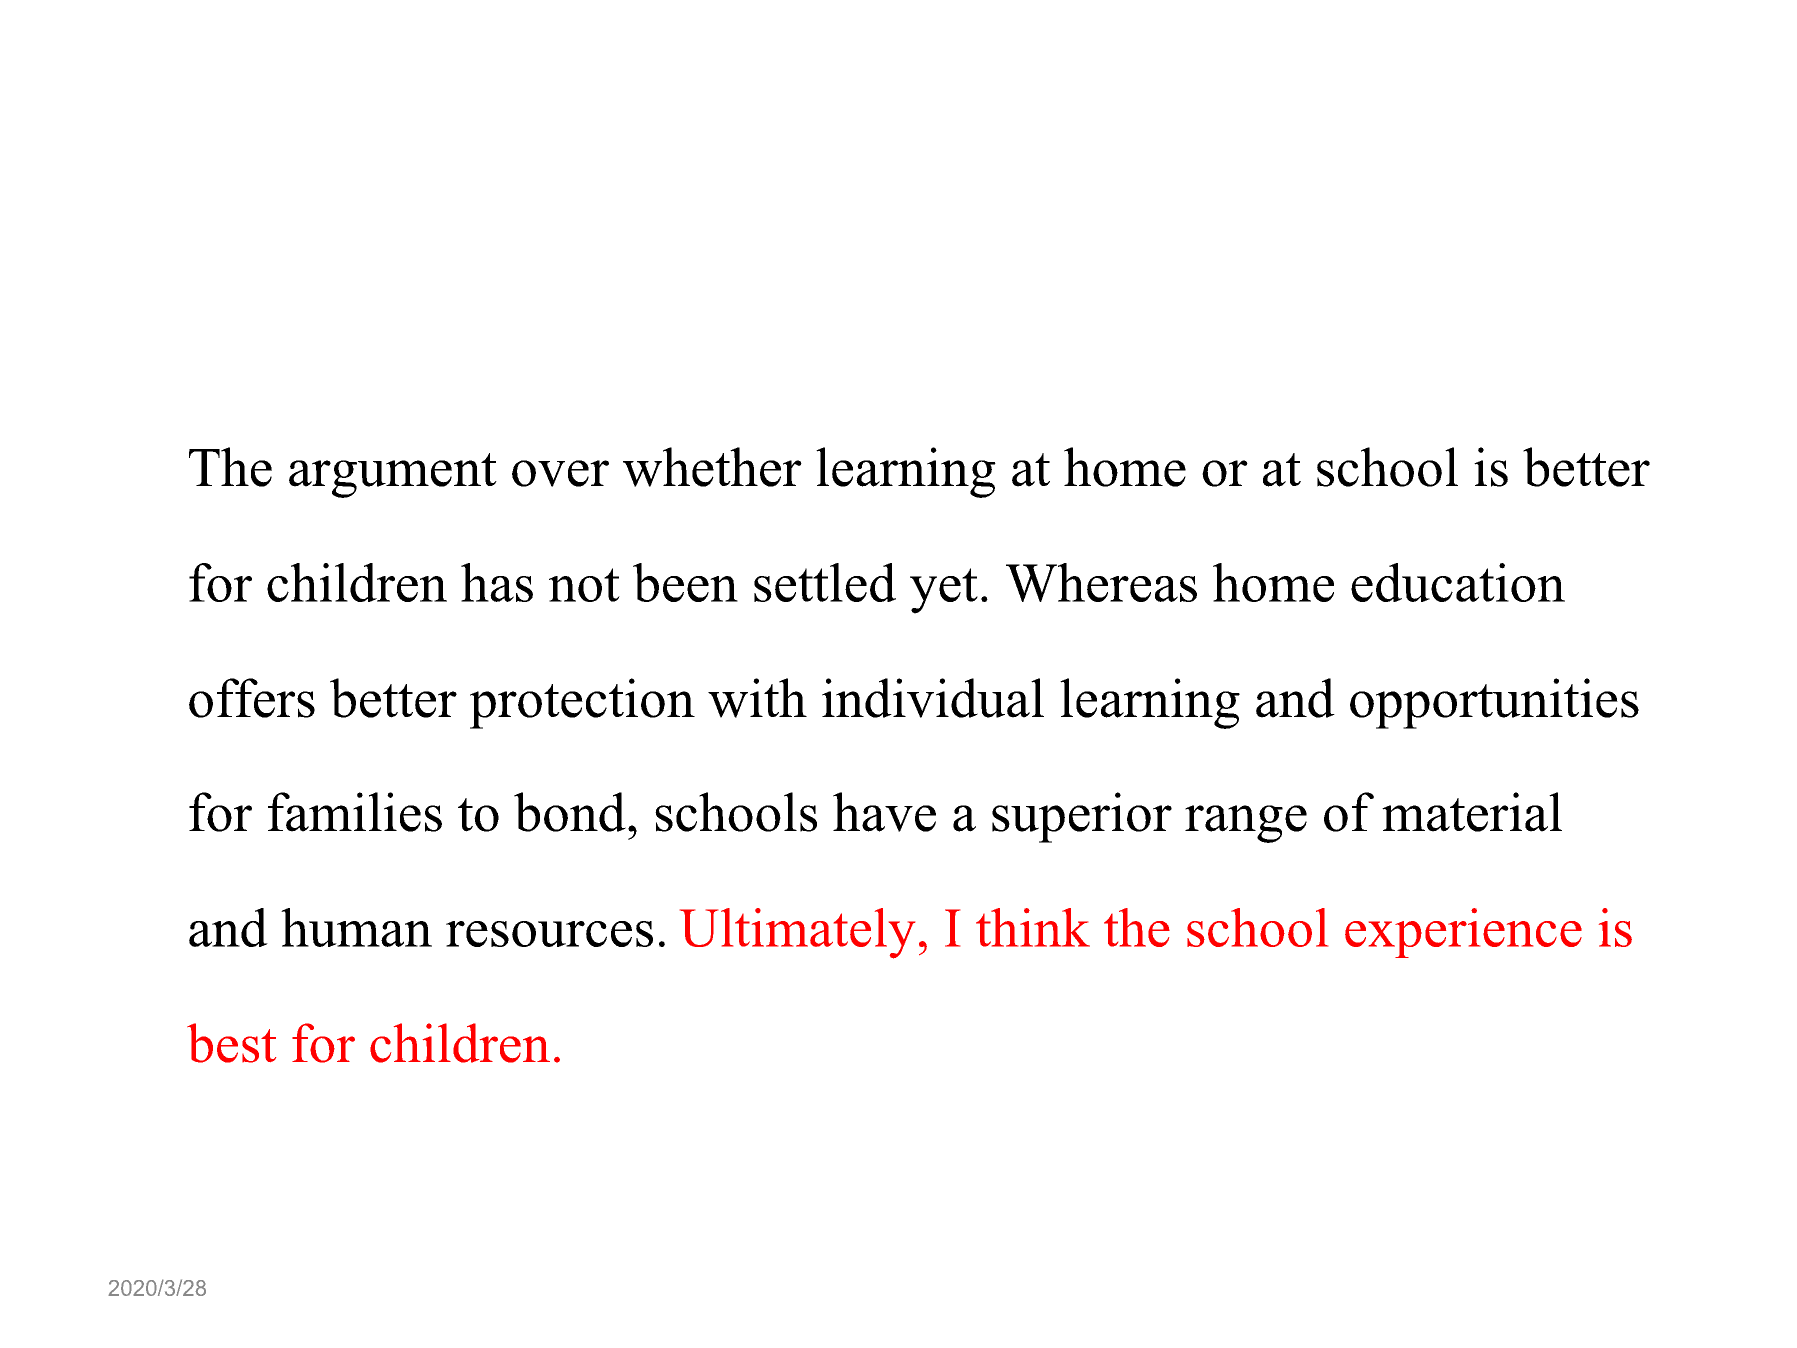 The argument over whether learning at home or at school is better
for children has not been settled yet. Whereas home education
offers better protection with individual learning and opportunities
for families to bond, schools have a superior range of material
and human resources. Ultimately, I think the school experience is
best for children.
2020/3/28